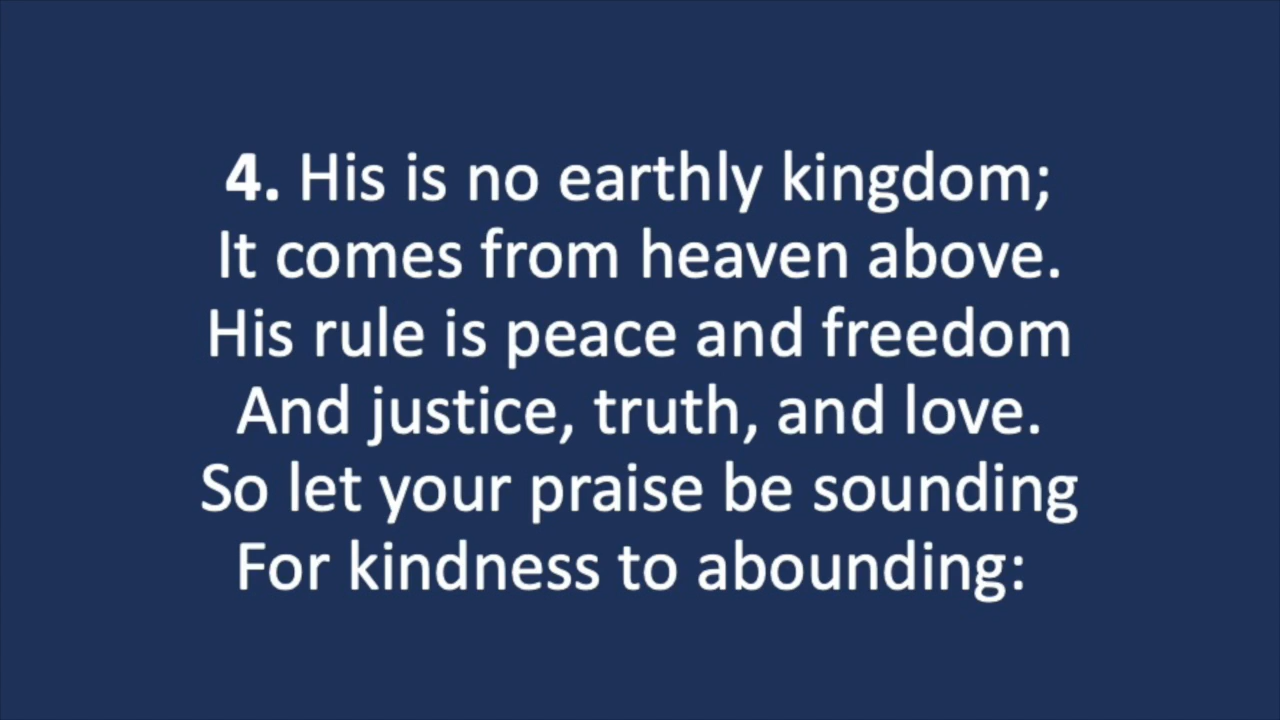 4. His is no earthly kingdom;
It comes from heaven above.
His rule is peace and freedom
And justice, truth, and love.
So let your praise be sounding
For kindness to abounding: